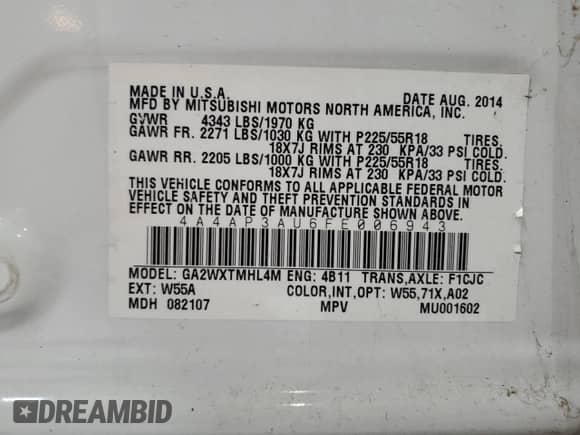 MADE IN U.S.A. DATE AUG. 2014
MFD BY MITSUBISHI MOTORS NORTH AMERICA, INC.
GVWR 4343 LBS/1970 KG
GAWR FR. 2271 LBS/1030 KG WITH P225/55R18 TIRES.
18X7J RIMS AT 230 KPA/33 PSI COLD.
GAWR RR. 2205 LBS/1000 KG WITH P225/55R18 TIRES.
18X7J RIMS AT 230 KPA/33 PSI COLD.
THIS VEHICLE CONFORMS TO ALL APPLICABLE FEDERAL MOTOR
VEHICLE SAFETY AND THEFT PREVENTION STANDARDS IN
EFFECT ON THE DATE OF MANUFACTURE SHOWN ABOVE.
4A4AP3AU6FE006943
MODEL: GA2WXTMHL4M ENG: 4B11 TRANS,AXLE: F1CJC
EXT: W55A COLOR,INT,OPT: W55,71X,A02
MDH 082107 MPV MU001602
DREAMBID